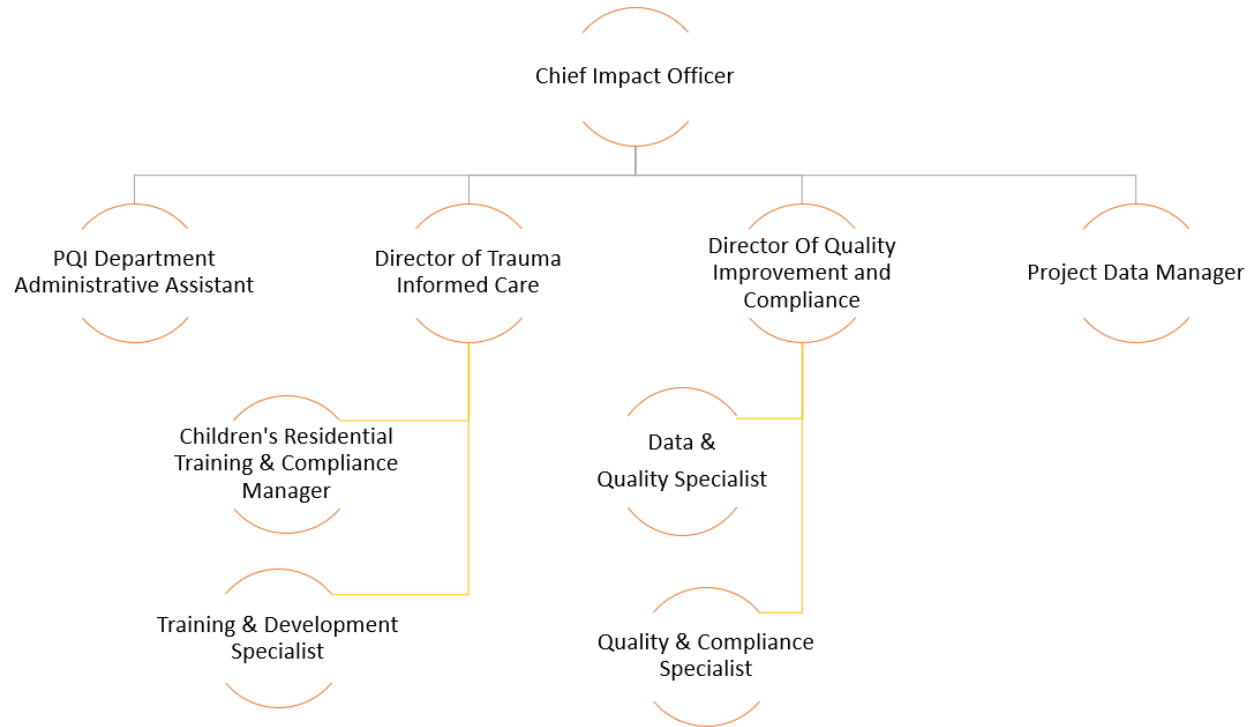 Chief Impact Officer
PQI Department
Administrative Assistant
Director of Trauma
Informed Care
Director Of Quality
Improvement and
Compliance
Project Data Manager
Children's Residential
Training & Compliance
Manager
Data &
Quality Specialist
Training & Development
Specialist
Quality & Compliance
Specialist